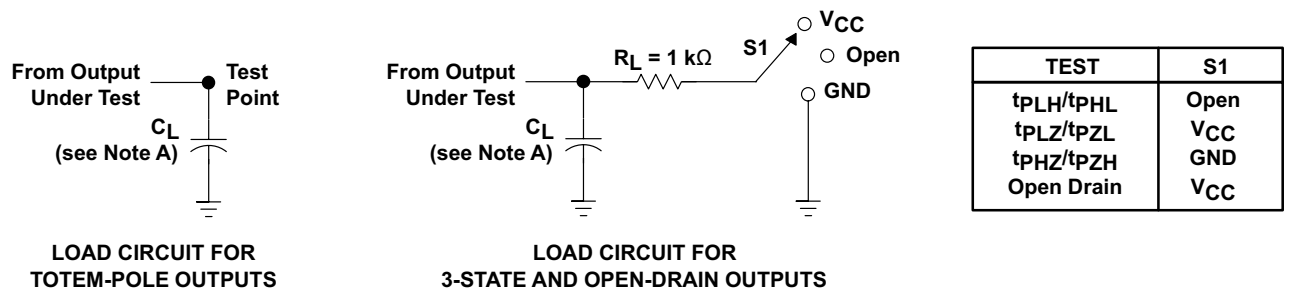 From Output
Under Test
Test
Point
CL
(see Note A)
LOAD CIRCUIT FOR
TOTEM-POLE OUTPUTS
From Output
Under Test
RL = 1 kΩ
S1
VCC
Open
GND
CL
(see Note A)
LOAD CIRCUIT FOR
3-STATE AND OPEN-DRAIN OUTPUTS
TEST S1
tPLH/tPHL Open
tPLZ/tPZL VCC
tPHZ/tPZH GND
Open Drain VCC